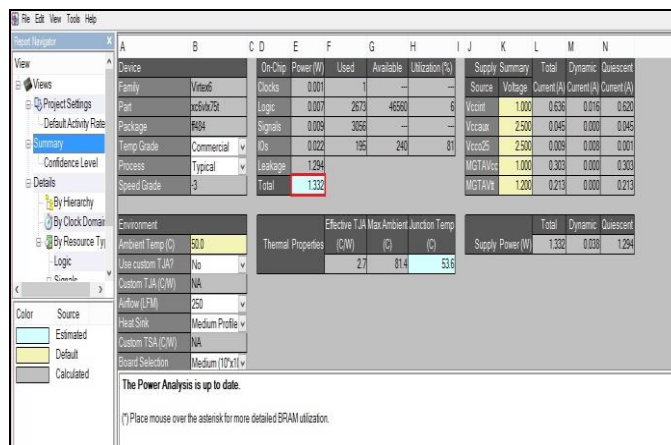 File Edit View Tools Help
Report Navigator X
View
Views
Project Settings
Default Activity Rate
Summary
Confidence Level
Details
By Hierarchy
By Clock Domain
By Resource Typ
Logic
Signals
Color Source
Estimated
Default
Calculated
A B C D E F G H I J K L M N
Device On-Chip Power (W) Used Available Utilization (%) Supply Summary Total Dynamic Quiescent
Family Virtex6 Clocks 0.001 1 --- --- Source Voltage Current (A) Current (A) Current (A)
Part xc6vlx75t Logic 0.007 2673 46560 6 Vccint 1.000 0.636 0.016 0.620
Package ff484 Signals 0.009 3056 --- --- Vccaux 2.500 0.045 0.000 0.045
Temp Grade Commercial IOs 0.022 195 240 81 Vcco25 2.500 0.009 0.008 0.001
Process Typical Leakage 1.294 MGTAVcc 1.000 0.303 0.000 0.303
Speed Grade -3 Total 1.332 MGTAVtt 1.200 0.213 0.000 0.213
Environment Effective TJA Max Ambient Junction Temp Total Dynamic Quiescent
Ambient Temp (C) 50.0 Thermal Properties (C/W) (C) (C) Supply Power (W) 1.332 0.038 1.294
Use custom TJA? No 2.7 81.4 53.6
Custom TJA (C/W) NA
Airflow (LFM) 250
Heat Sink Medium Profile
Custom TSA (C/W) NA
Board Selection Medium (10"x10
The Power Analysis is up to date.
(*) Place mouse over the asterisk for more detailed BRAM utilization.